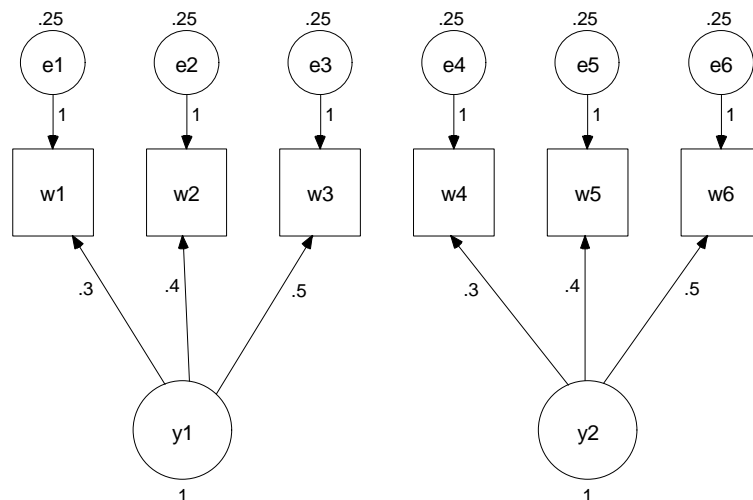 .25 .25 .25 .25 .25 .25
e1 e2 e3 e4 e5 e6
1 1 1 1 1 1
w1 w2 w3 w4 w5 w6
.3 .4 .5 .3 .4 .5
y1 y2
1 1